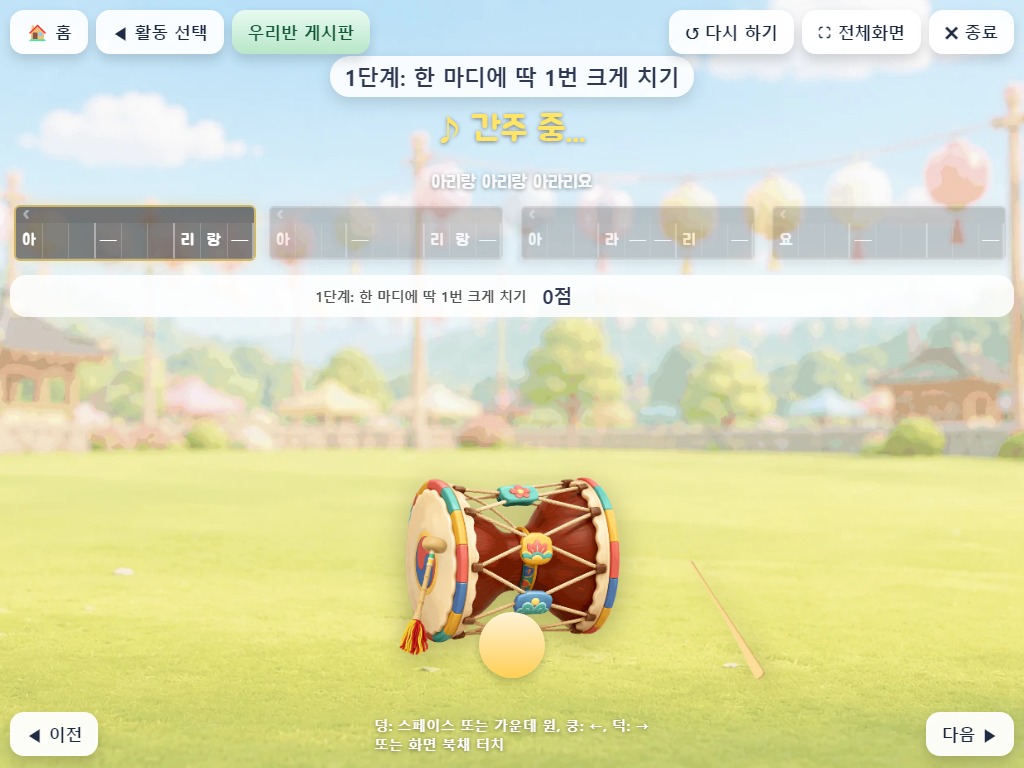 홈
◀ 활동 선택
우리반 게시판
↺ 다시 하기
전체화면
✕ 종료
1단계: 한 마디에 딱 1번 크게 치기
♪ 간주 중...
아리랑 아리랑 아라리요
아 — 리 랑 —
아 — 리 랑 —
아 라 — — 리 —
요 — —
1단계: 한 마디에 딱 1번 크게 치기 0점
◀ 이전
덩: 스페이스 또는 가운데 원, 쿵: ←, 덕: →
또는 화면 북채 터치
다음 ▶